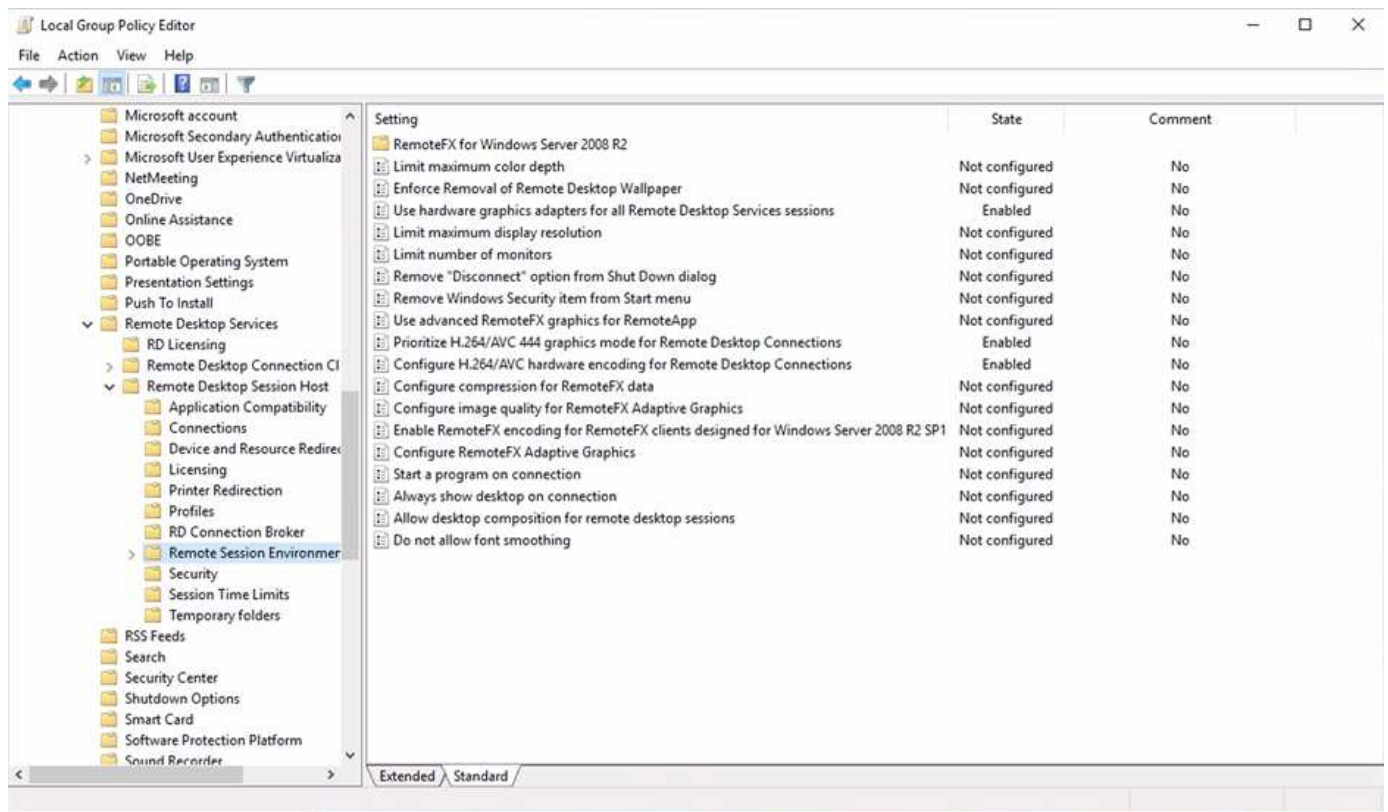 Local Group Policy Editor
File Action View Help
Microsoft account
Microsoft Secondary Authentication
Microsoft User Experience Virtualiza
NetMeeting
OneDrive
Online Assistance
OOBE
Portable Operating System
Presentation Settings
Push To Install
Remote Desktop Services
RD Licensing
Remote Desktop Connection Cl
Remote Desktop Session Host
Application Compatibility
Connections
Device and Resource Redirec
Licensing
Printer Redirection
Profiles
RD Connection Broker
Remote Session Environmer
Security
Session Time Limits
Temporary folders
RSS Feeds
Search
Security Center
Shutdown Options
Smart Card
Software Protection Platform
Sound Recorder
Setting State Comment
RemoteFX for Windows Server 2008 R2
Limit maximum color depth Not configured No
Enforce Removal of Remote Desktop Wallpaper Not configured No
Use hardware graphics adapters for all Remote Desktop Services sessions Enabled No
Limit maximum display resolution Not configured No
Limit number of monitors Not configured No
Remove "Disconnect" option from Shut Down dialog Not configured No
Remove Windows Security item from Start menu Not configured No
Use advanced RemoteFX graphics for RemoteApp Not configured No
Prioritize H.264/AVC 444 graphics mode for Remote Desktop Connections Enabled No
Configure H.264/AVC hardware encoding for Remote Desktop Connections Enabled No
Configure compression for RemoteFX data Not configured No
Configure image quality for RemoteFX Adaptive Graphics Not configured No
Enable RemoteFX encoding for RemoteFX clients designed for Windows Server 2008 R2 SP1 Not configured No
Configure RemoteFX Adaptive Graphics Not configured No
Start a program on connection Not configured No
Always show desktop on connection Not configured No
Allow desktop composition for remote desktop sessions Not configured No
Do not allow font smoothing Not configured No
Extended Standard